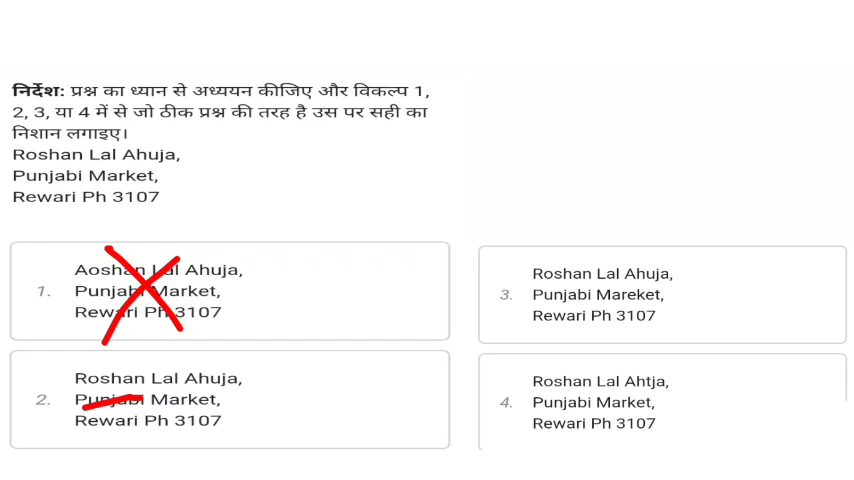 निर्देश: प्रश्न का ध्यान से अध्ययन कीजिए और विकल्प 1,
2, 3, या 4 में से जो ठीक प्रश्न की तरह है उस पर सही का
निशान लगाइए।
Roshan Lal Ahuja,
Punjabi Market,
Rewari Ph 3107
1.
Aoshan Lal Ahuja,
Punjabi Market,
Rewari Ph 3107
2.
Roshan Lal Ahuja,
Punjabi Market,
Rewari Ph 3107
3.
Roshan Lal Ahuja,
Punjabi Mareket,
Rewari Ph 3107
4.
Roshan Lal Ahtja,
Punjabi Market,
Rewari Ph 3107